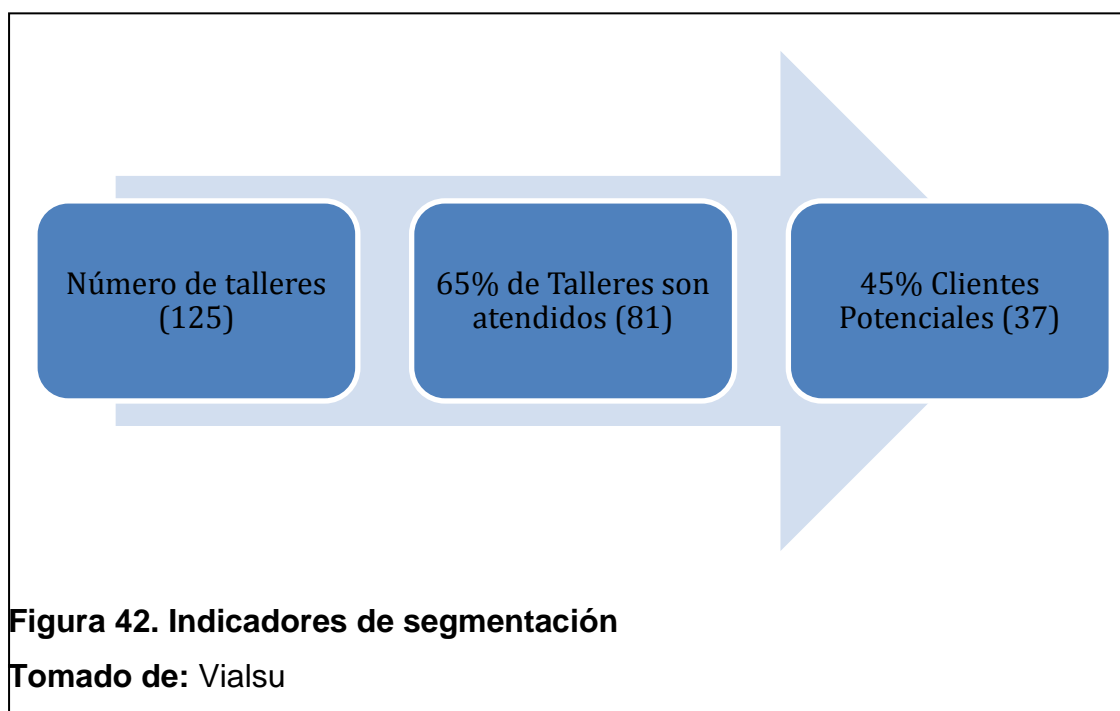 Número de talleres
(125)
65% de Talleres son
atendidos (81)
45% Clientes
Potenciales (37)
Figura 42. Indicadores de segmentación
Tomado de: Vialsu